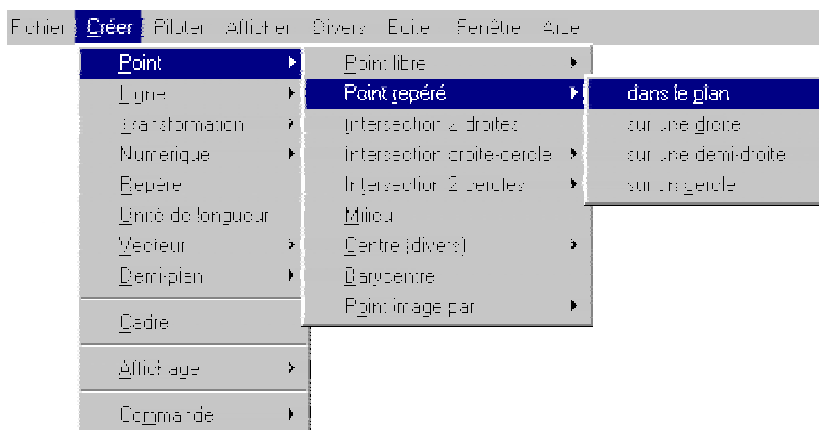 Fichier Créer Piloter Afficher Divers Editer Fenêtre Aide
Point
Ligne
Transformation
Numérique
Repère
Unité de longueur
Vecteur
Demi-plan
Cadre
Affichage
Commande
Point libre
Point repéré
Intersection 2 droites
Intersection droite-cercle
Intersection 2 cercles
Milieu
Centre (divers)
Barycentre
Point image par
dans le plan
sur une droite
sur une demi-droite
sur un cercle